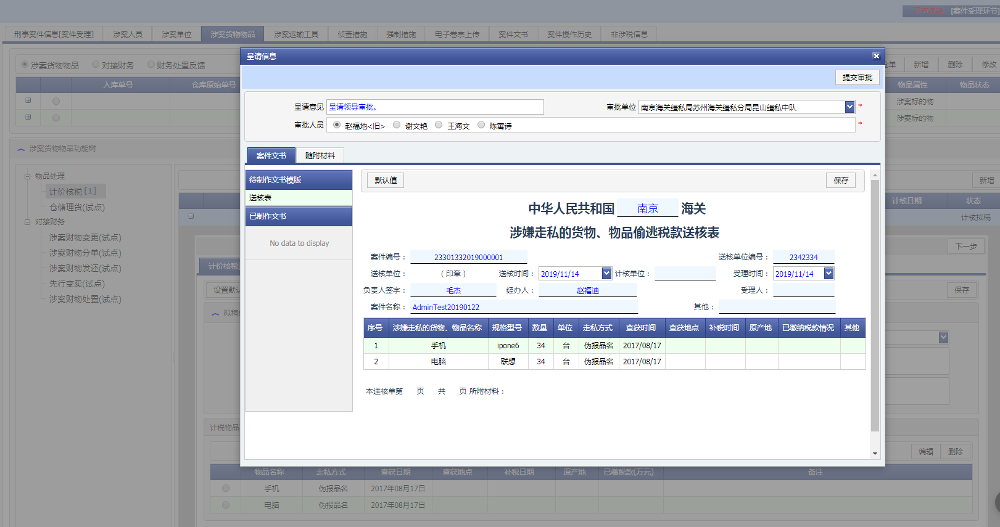 [案件受理环节]
刑事案件信息[案件受理] 涉案人员 涉案单位 涉案货物物品 涉案运输工具 侦查措施 强制措施 电子卷宗上传 案件文书 案件操作历史 非涉税信息
呈请信息
涉案货物物品 对接财务 财务处置反馈
仓单 新增 删除 修改
提交审批
入库单号 仓库原始单号 物品属性 物品状态
涉案标的物
涉案标的物
呈请意见 呈请领导审批。 审批单位 南京海关缉私局苏州海关缉私分局昆山缉私中队 *
审批人员 赵福地<旧> 谢文艳 王海文 陈寓诗 *
涉案货物物品功能树
案件文书 随附材料
物品处理
计价核税 [1]
仓储理货(试点)
对接财务
涉案财物变更(试点)
涉案财物分单(试点)
涉案财物发还(试点)
先行变卖(试点)
涉案财物处置(试点)
待制作文书模版
送核表
已制作文书
No data to display
默认值 保存
新增
计核日期 状态
计核拟稿
下一步
计价核税
设置默认
保存
拟稿
中华人民共和国 南京 海关
涉嫌走私的货物、物品偷逃税款送核表
案件编号： 23301332019000001 送核单位编号： 2342334
送核单位： （印章） 送核时间： 2019/11/14 计核单位： 受理时间： 2019/11/14
负责人签字： 毛杰 经办人： 赵福迪 受理人：
案件名称： AdminTest20190122 其他：
序号 涉嫌走私的货物、物品名称 规格型号 数量 单位 走私方式 查获时间 查获地点 补税时间 原产地 已缴纳税款情况 其他
1 手机 ipone6 34 台 伪报品名 2017/08/17
2 电脑 联想 34 台 伪报品名 2017/08/17
本送核单第 页 共 页 所附材料：
计税物品
编辑 删除
物品名称 走私方式 查获日期 查获地点 补税日期 原产地 已缴税款(万元) 备注
手机 伪报品名 2017年08月17日
电脑 伪报品名 2017年08月17日